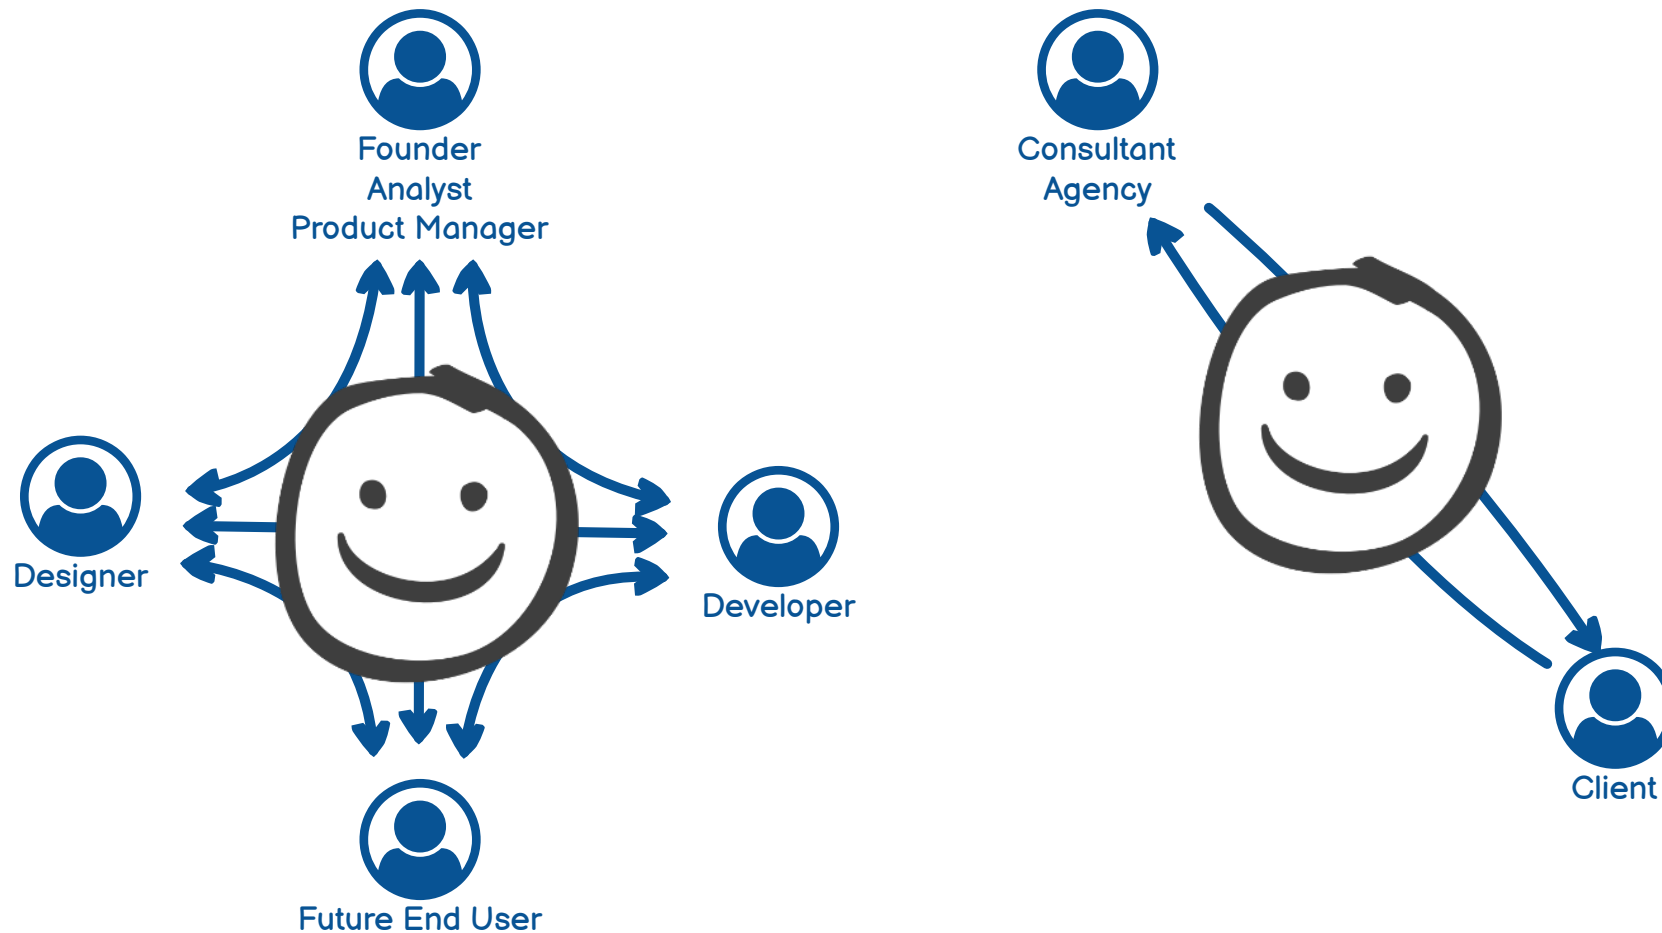 Founder
Analyst
Product Manager
Consultant
Agency
Designer
Developer
Client
Future End User